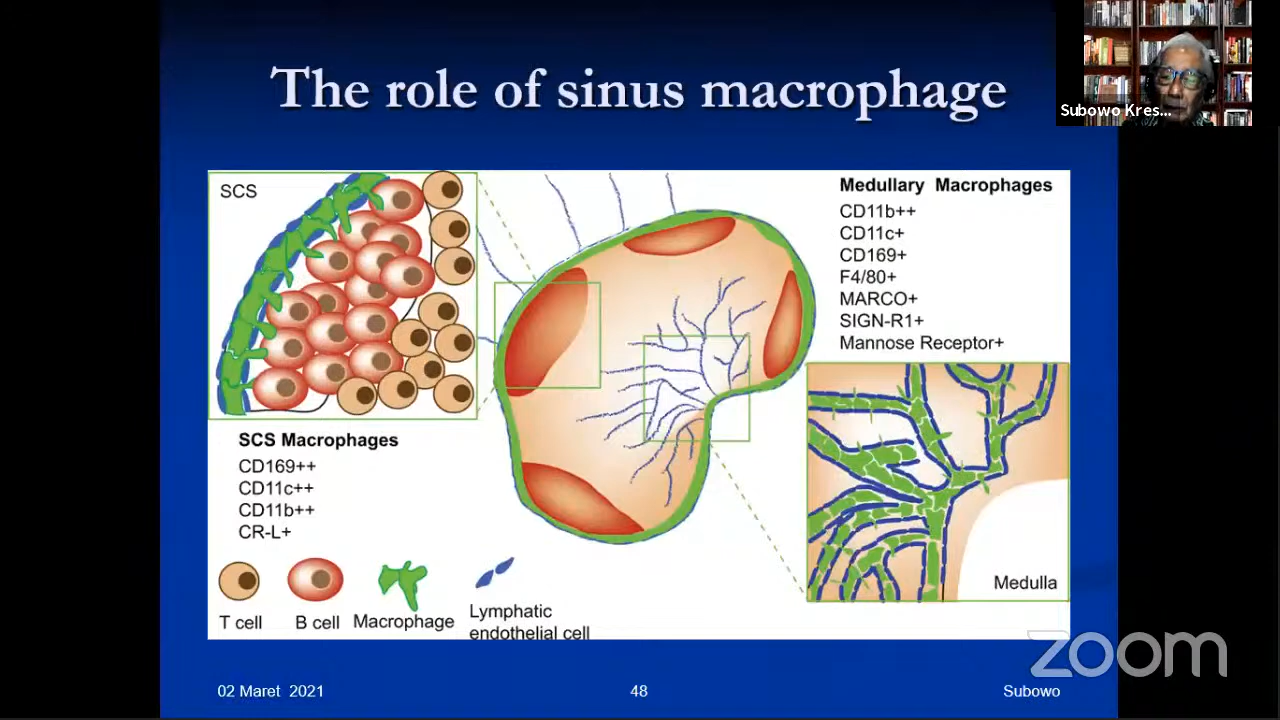 The role of sinus macrophage
Subowo Kres...
SCS
Medullary Macrophages
CD11b++
CD11c+
CD169+
F4/80+
MARCO+
SIGN-R1+
Mannose Receptor+
SCS Macrophages
CD169++
CD11c++
CD11b++
CR-L+
Medulla
T cell
B cell
Macrophage
Lymphatic
endothelial cell
zoom
02 Maret 2021
48
Subowo